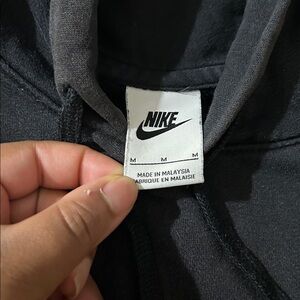 NIKE
M M M
MADE IN MALAYSIA
FABRIQUE EN MALAISIE